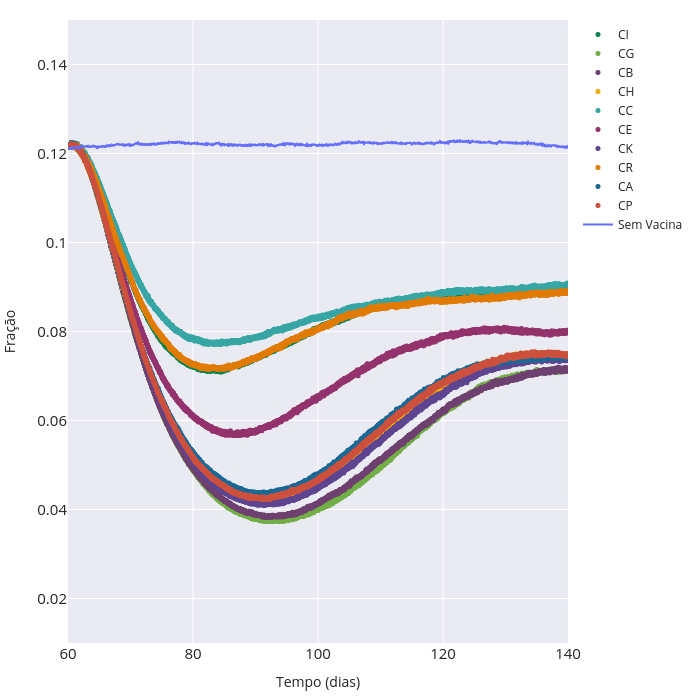 0.14
0.12
0.1
0.08
0.06
0.04
0.02
60
80
100
120
140
Tempo (dias)
Fração
CI
CG
CB
CH
CC
CE
CK
CR
CA
CP
Sem Vacina